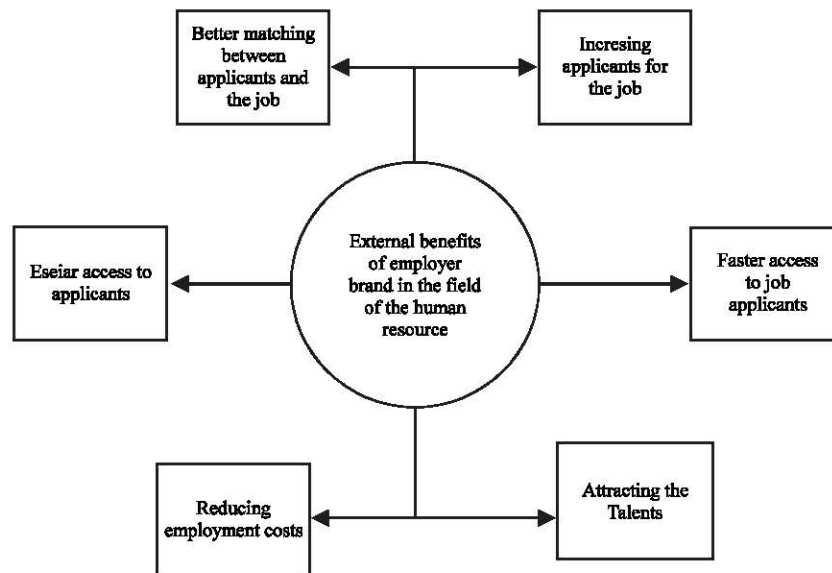 Better matching
between
applicants and
the job
Incresing
applicants for
the job
Eseiar access to
applicants
External benefits
of employer
brand in the field
of the human
resource
Faster access
to job
applicants
Reducing
employment costs
Attracting the
Talents